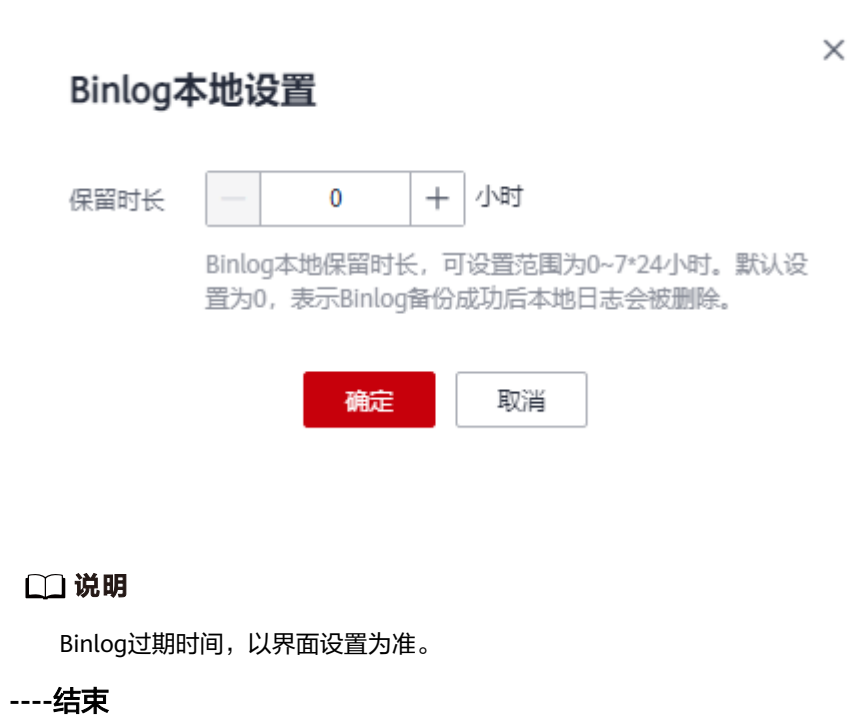 Binlog本地设置
保留时长 0 小时
Binlog本地保留时长，可设置范围为0~7*24小时。默认设
置为0，表示Binlog备份成功后本地日志会被删除。
确定 取消
说明
Binlog过期时间，以界面设置为准。
----结束